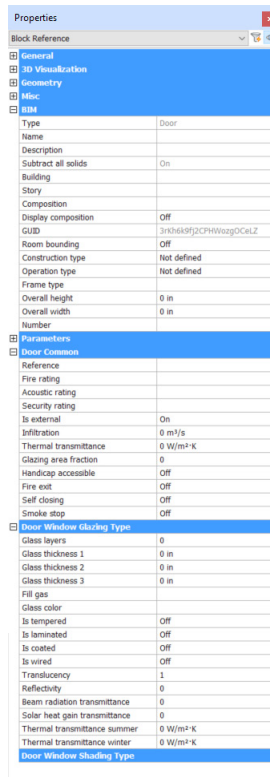 Properties
Block Reference
General
3D Visualization
Geometry
Misc
BIM
Type Door
Name
Description
Subtract all solids On
Building
Story
Composition
Display composition Off
GUID 3rKh6k9fj2CPHWozgOCeLZ
Room bounding Off
Construction type Not defined
Operation type Not defined
Frame type
Overall height 0 in
Overall width 0 in
Number
Parameters
Door Common
Reference
Fire rating
Acoustic rating
Security rating
Is external On
Infiltration 0 m³/s
Thermal transmittance 0 W/m²·K
Glazing area fraction 0
Handicap accessible Off
Fire exit Off
Self closing Off
Smoke stop Off
Door Window Glazing Type
Glass layers 0
Glass thickness 1 0 in
Glass thickness 2 0 in
Glass thickness 3 0 in
Fill gas
Glass color
Is tempered Off
Is laminated Off
Is coated Off
Is wired Off
Translucency 1
Reflectivity 0
Beam radiation transmittance 0
Solar heat gain transmittance 0
Thermal transmittance summer 0 W/m²·K
Thermal transmittance winter 0 W/m²·K
Door Window Shading Type